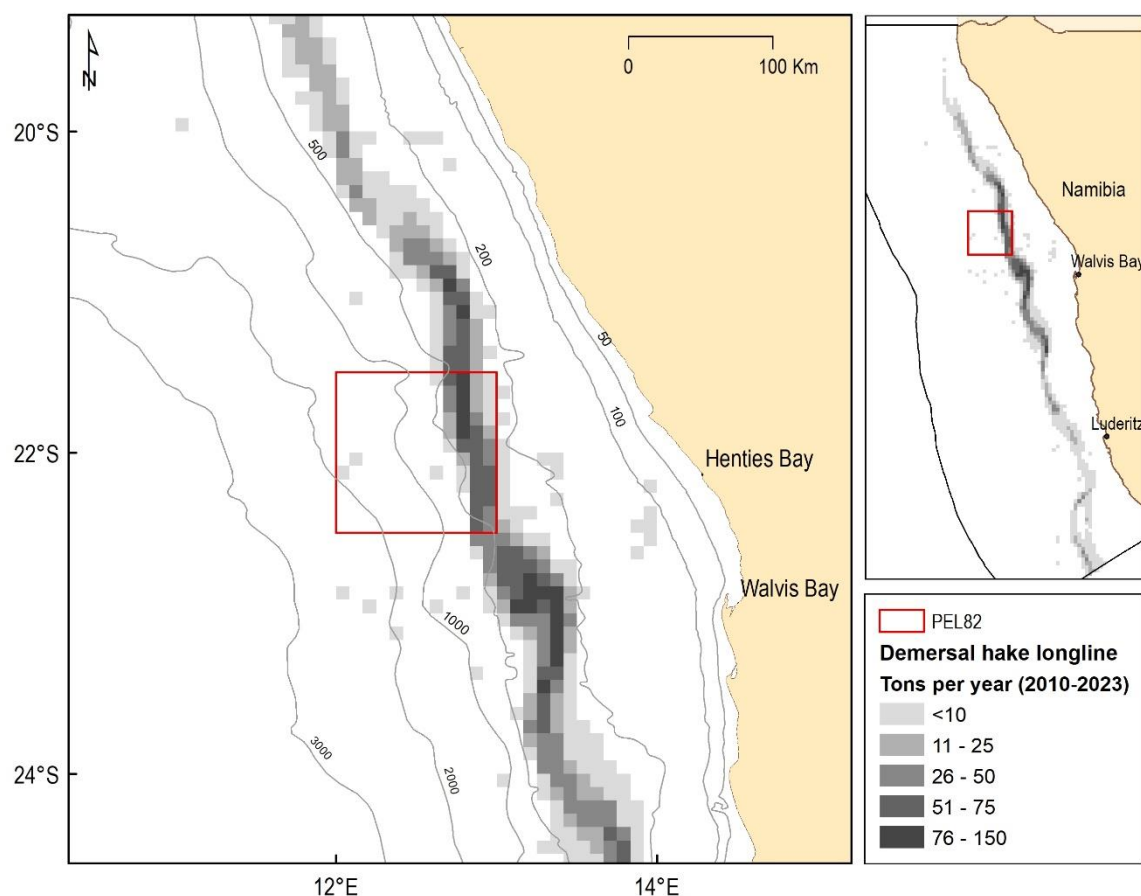 N
0 100 Km
20°S
22°S
24°S
12°E 14°E
500
200
50
100
1000
2000
3000
Henties Bay
Walvis Bay
Namibia
Walvis Bay
Luderitz
PEL82
Demersal hake longline
Tons per year (2010-2023)
<10
11 - 25
26 - 50
51 - 75
76 - 150